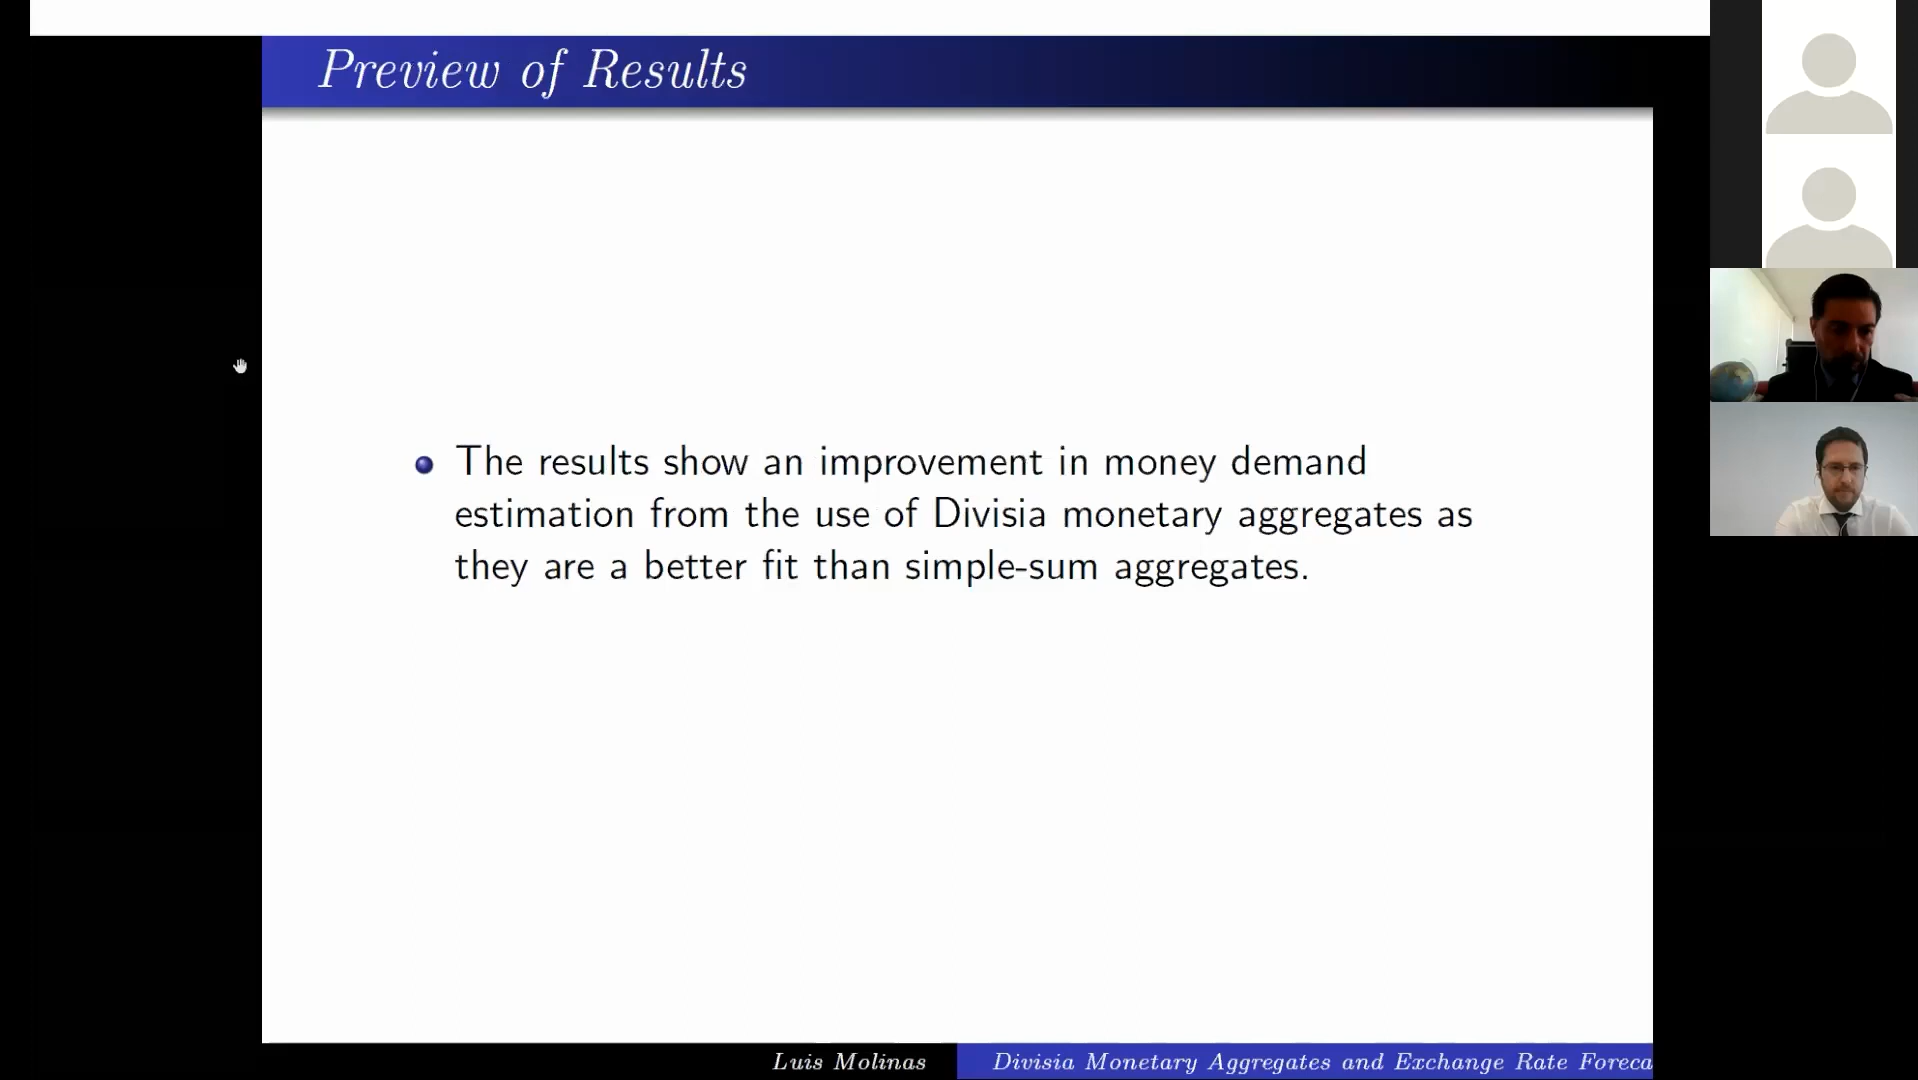 Preview of Results
The results show an improvement in money demand
estimation from the use of Divisia monetary aggregates as
they are a better fit than simple-sum aggregates.
Luis Molinas
Divisia Monetary Aggregates and Exchange Rate Foreca